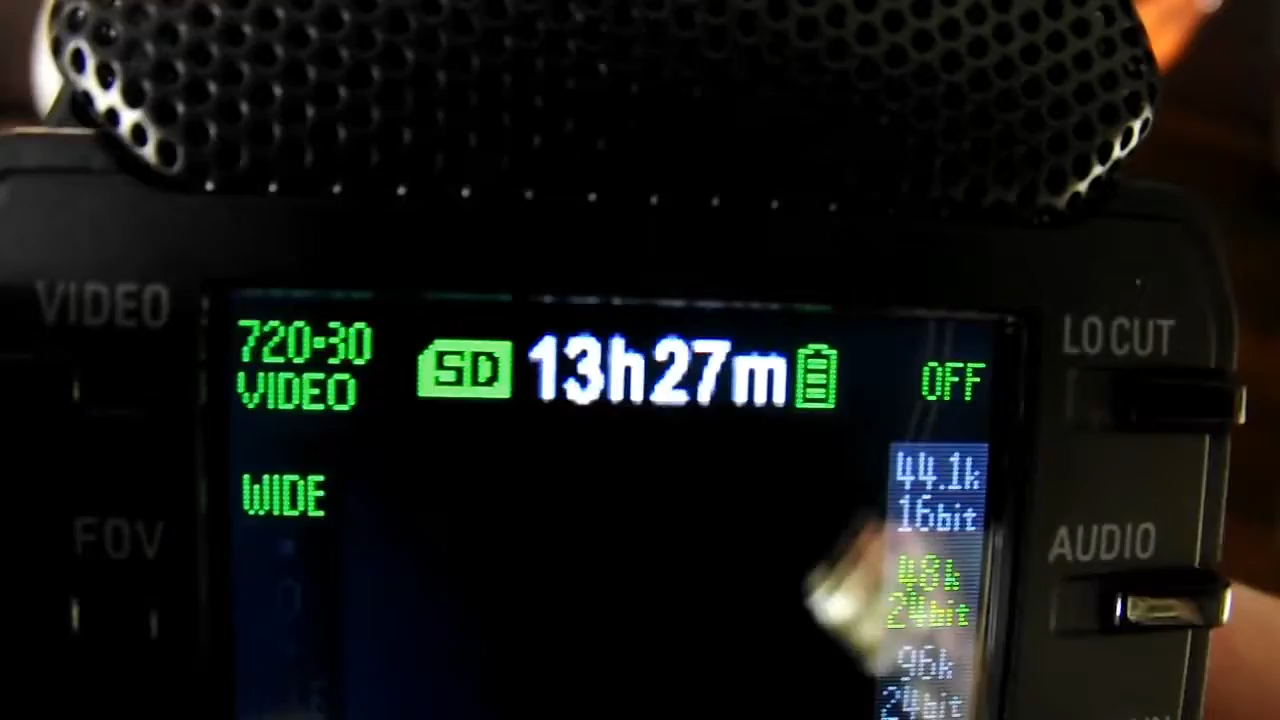 VIDEO
720-30
VIDEO
SD 13h27m
OFF
LO CUT
WIDE
FOV
44.1k
16bit
48k
24bit
96k
24bit
AUDIO